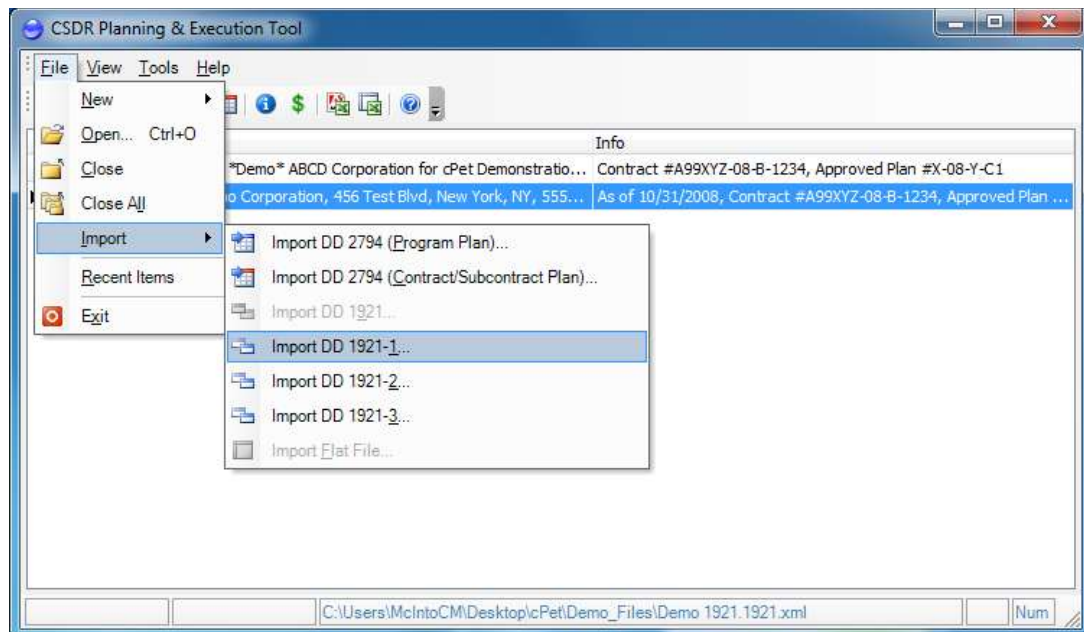 CSDR Planning & Execution Tool
File View Tools Help
New
Open... Ctrl+O
Close
Close All
Import
Recent Items
Exit
Info
*Demo* ABCD Corporation for cPet Demonstratio... Contract #A99XYZ-08-B-1234, Approved Plan #X-08-Y-C1
Corporation, 456 Test Blvd, New York, NY, 555... As of 10/31/2008, Contract #A99XYZ-08-B-1234, Approved Plan ...
Import DD 2794 (Program Plan)...
Import DD 2794 (Contract/Subcontract Plan)...
Import DD 1921...
Import DD 1921-1...
Import DD 1921-2...
Import DD 1921-3...
Import Flat File...
C:\Users\McIntoCM\Desktop\cPet\Demo_Files\Demo 1921.1921.xml Num